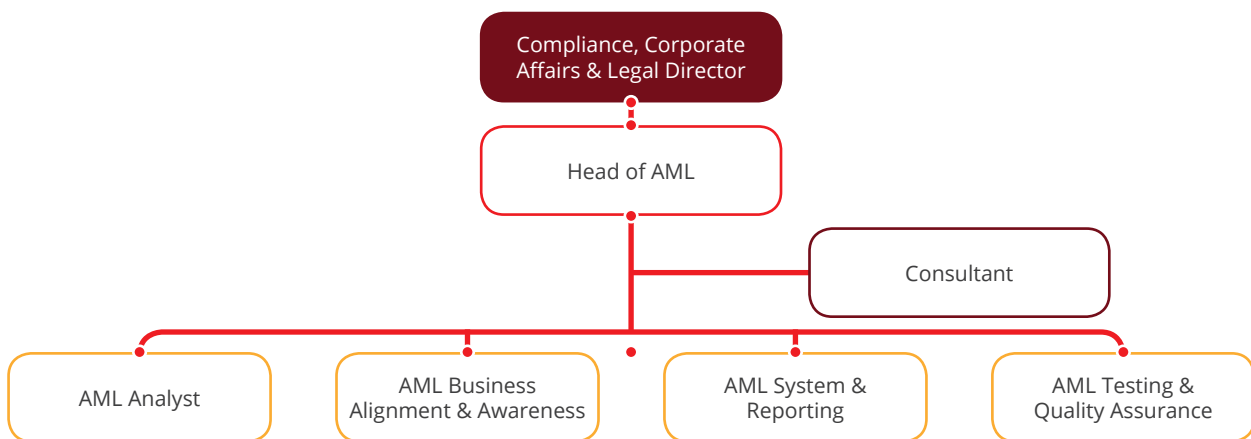 Compliance, Corporate
Affairs & Legal Director
Head of AML
Consultant
AML Analyst
AML Business
Alignment & Awareness
AML System &
Reporting
AML Testing &
Quality Assurance